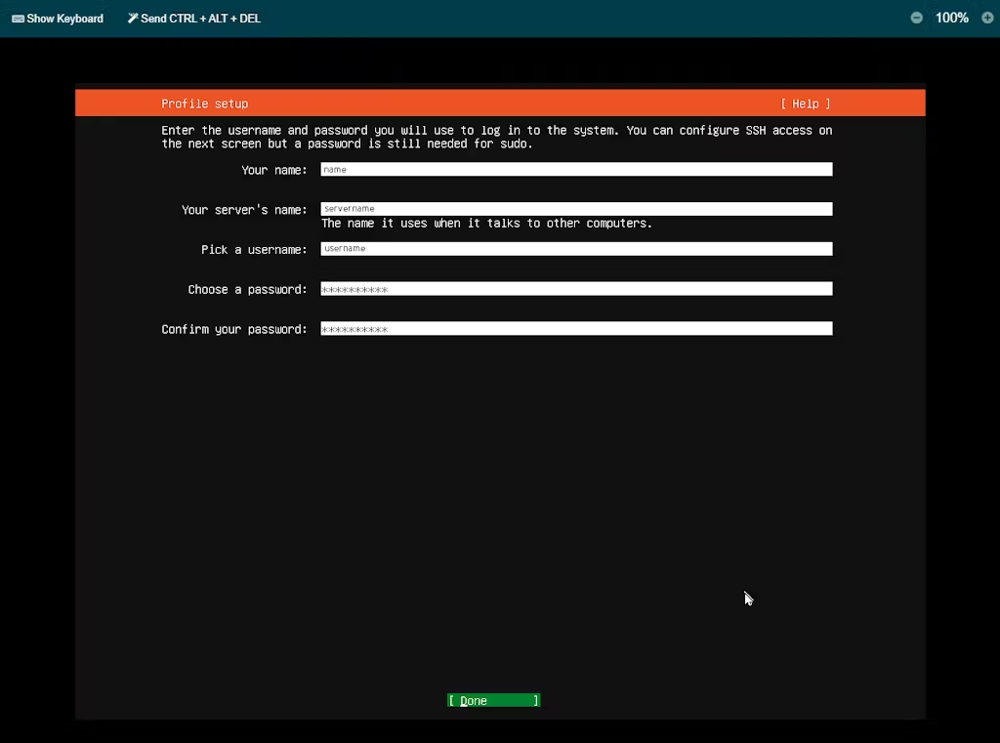 Show Keyboard Send CTRL + ALT + DEL 100%
Profile setup [ Help ]
Enter the username and password you will use to log in to the system. You can configure SSH access on
the next screen but a password is still needed for sudo.
Your name: name
Your server's name: servername
The name it uses when it talks to other computers.
Pick a username: username
Choose a password: **********
Confirm your password: **********
[ Done ]